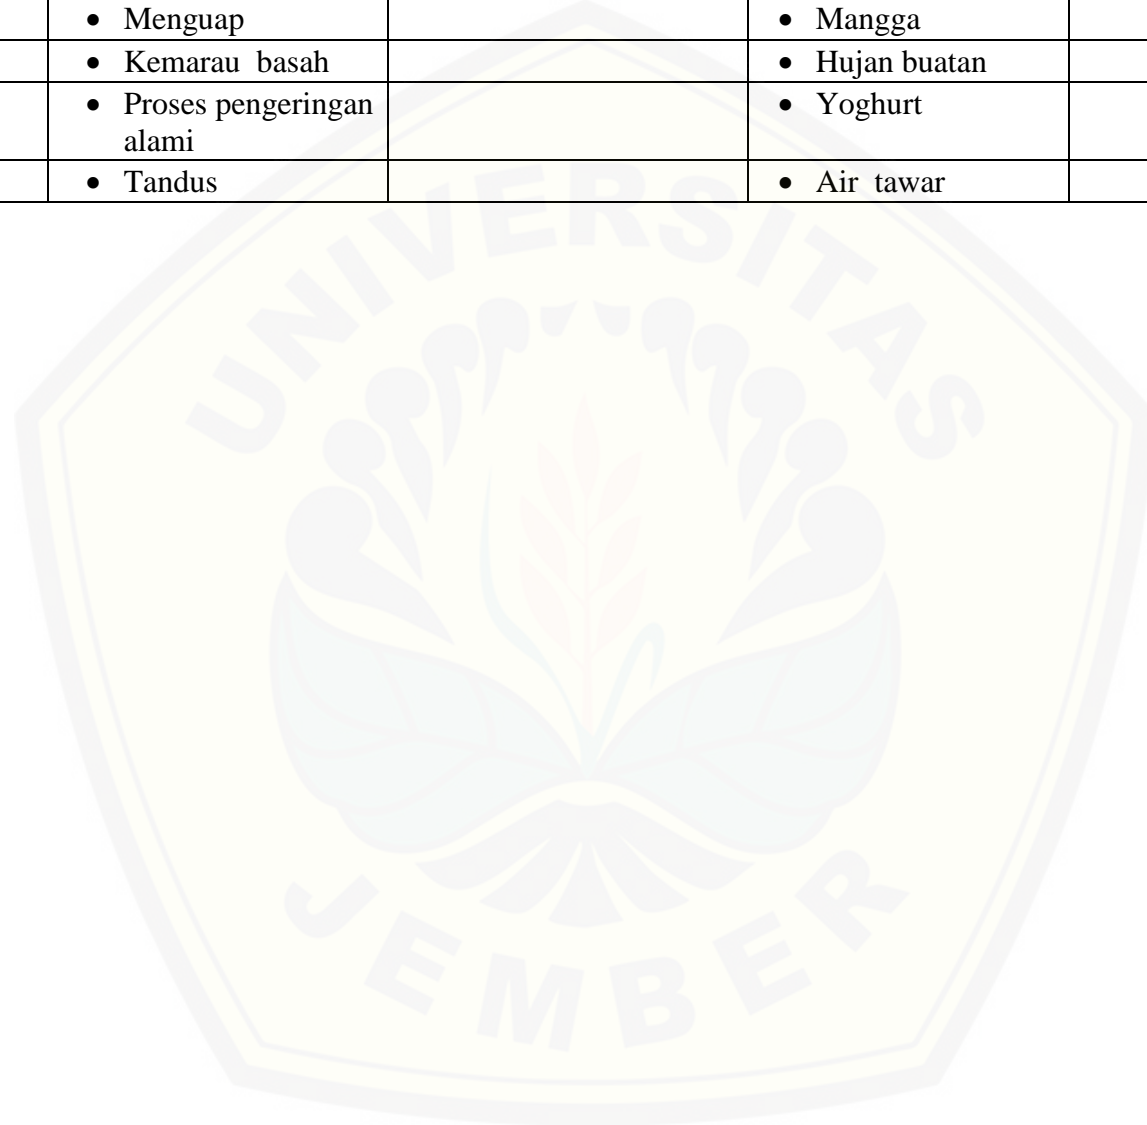 • Menguap • Mangga
• Kemarau basah • Hujan buatan
• Proses pengeringan • Yoghurt
alami
• Tandus • Air tawar
UNIVERSITAS
JEMBER